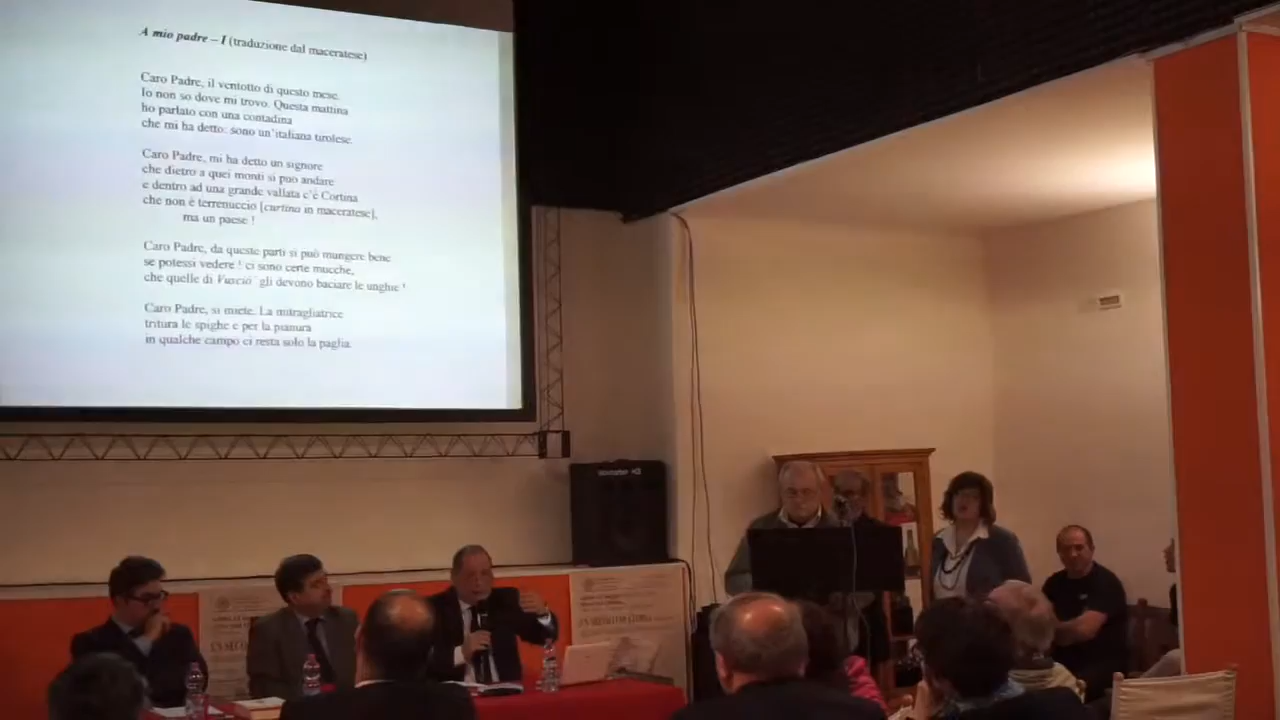 A mio padre – I (traduzione dal maceratese)
Caro Padre, il ventotto di questo mese.
Io non so dove mi trovo. Questa mattina
ho parlato con una contadina
che mi ha detto: sono un'italiana tirolese.
Caro Padre, mi ha detto un signore
che dietro a quei monti si può andare
e dentro ad una grande vallata c'è Cortina
che non è terrenuccio [curtina in maceratese],
ma un paese !
Caro Padre, da queste parti si può mungere bene
se potessi vedere ! ci sono certe mucche,
che quelle di gli devono baciare le unghie !
Caro Padre, si miete. La mitragliatrice
tritura le spighe e per la pianura
in qualche campo ci resta solo la paglia.